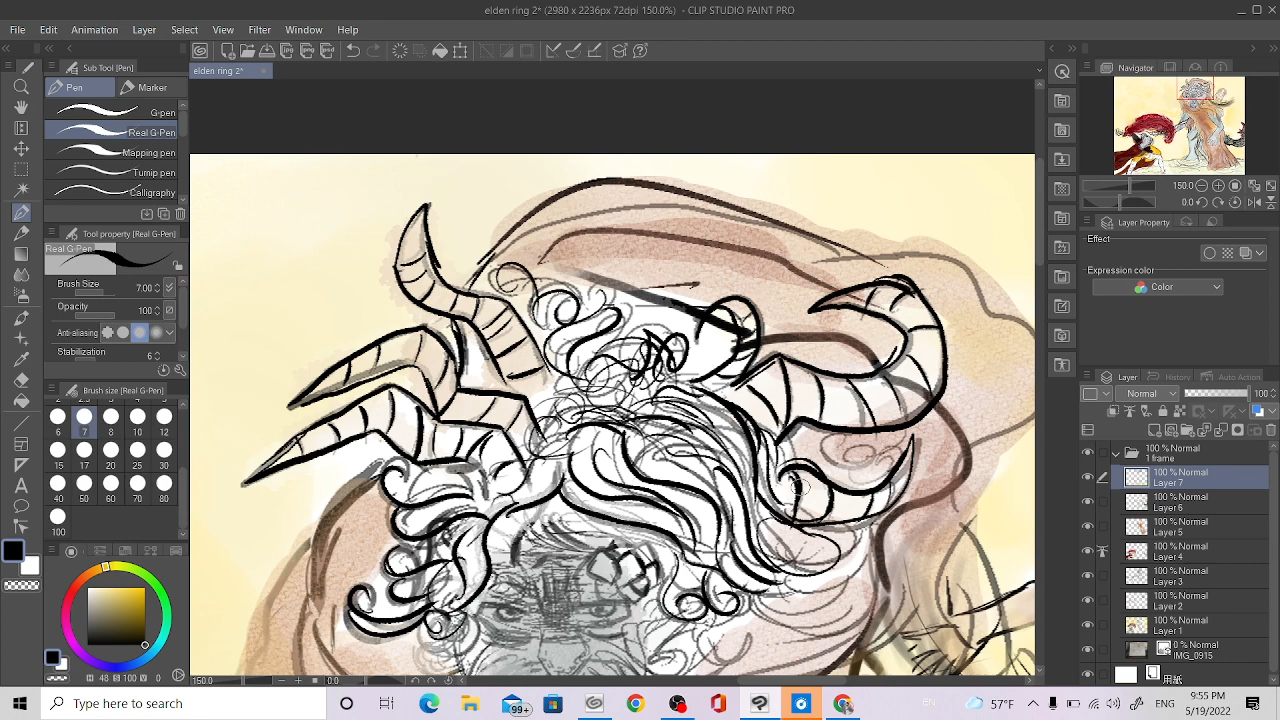 elden ring 2* (2980 x 2236px 72dpi 150.0%) - CLIP STUDIO PAINT PRO
File Edit Animation Layer Select View Filter Window Help
Sub Tool [Pen]
elden ring 2*
Navigator
Pen Marker
G-pen
Real G-Pen
Mapping pen
Turnip pen
Calligraphy
150.0
0.0
Tool property [Real G-Pen]
Real G-Pen
Layer Property
Effect
Expression color
Color
Brush Size 7.00
Opacity 100
Anti-aliasing
Stabilization 6
Layer History Auto Action
Normal 100
Brush size [Real G-Pen]
6 7 8 10 12
15 17 20 25 30
40 50 60 70 80
100
100 % Normal
1 frame
100 % Normal
Layer 7
100 % Normal
Layer 6
100 % Normal
Layer 5
100 % Normal
Layer 4
100 % Normal
Layer 3
100 % Normal
Layer 2
100 % Normal
Layer 1
0 % Normal
IMG_0915
用紙
48 S 100 V 0
150.0 0.0
Type here to search
99+
57°F
ENG
9:55 PM
5/19/2022